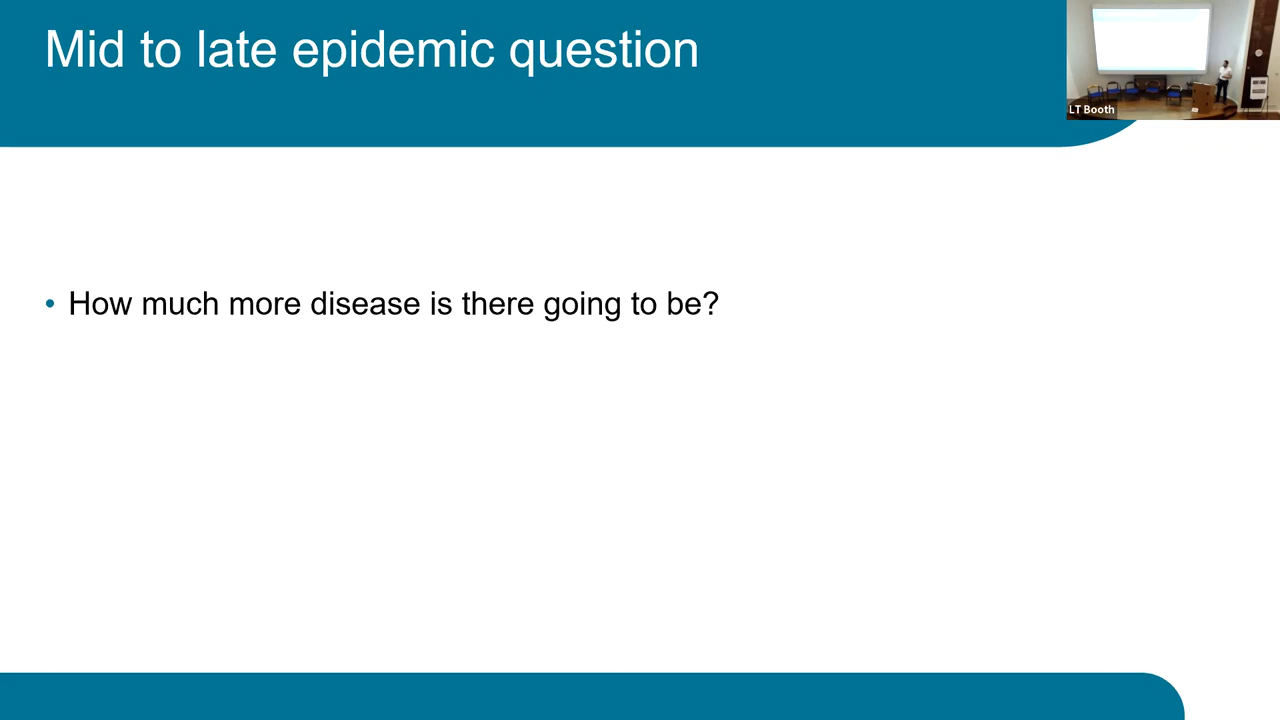 Mid to late epidemic question
LT Booth
• How much more disease is there going to be?